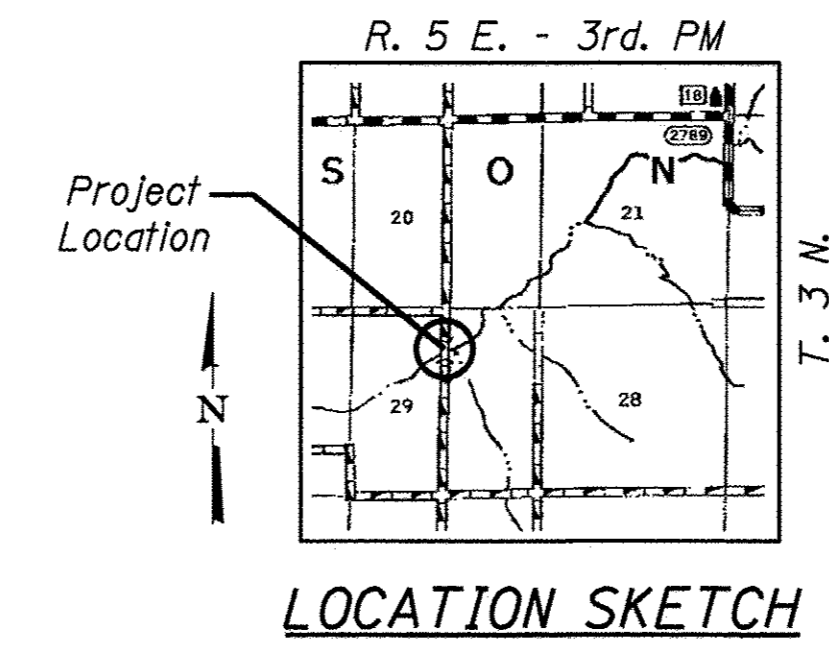 R. 5 E. - 3rd. PM
18
2789
S O N
20
21
Project
Location
T. 3 N.
N
29
28
LOCATION SKETCH